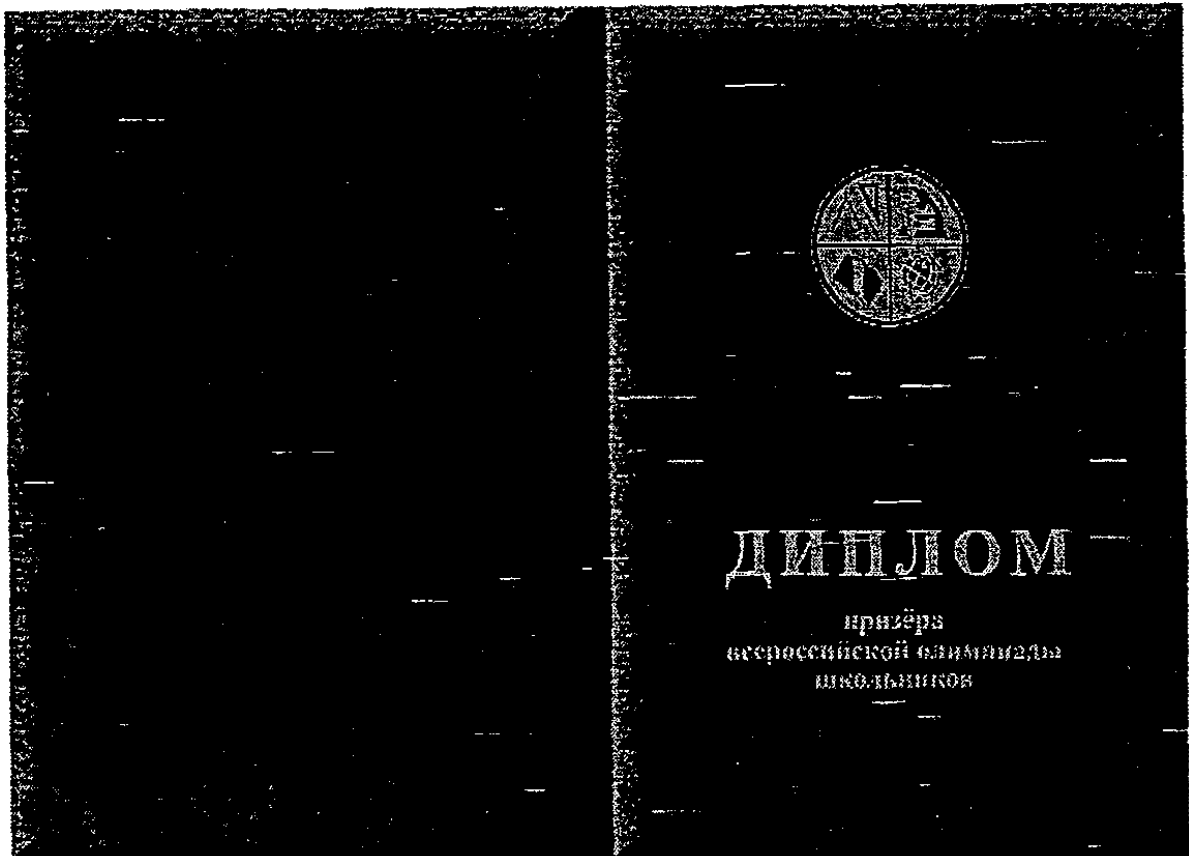 ДИПЛОМ
призёра
всероссийской олимпиады
школьников